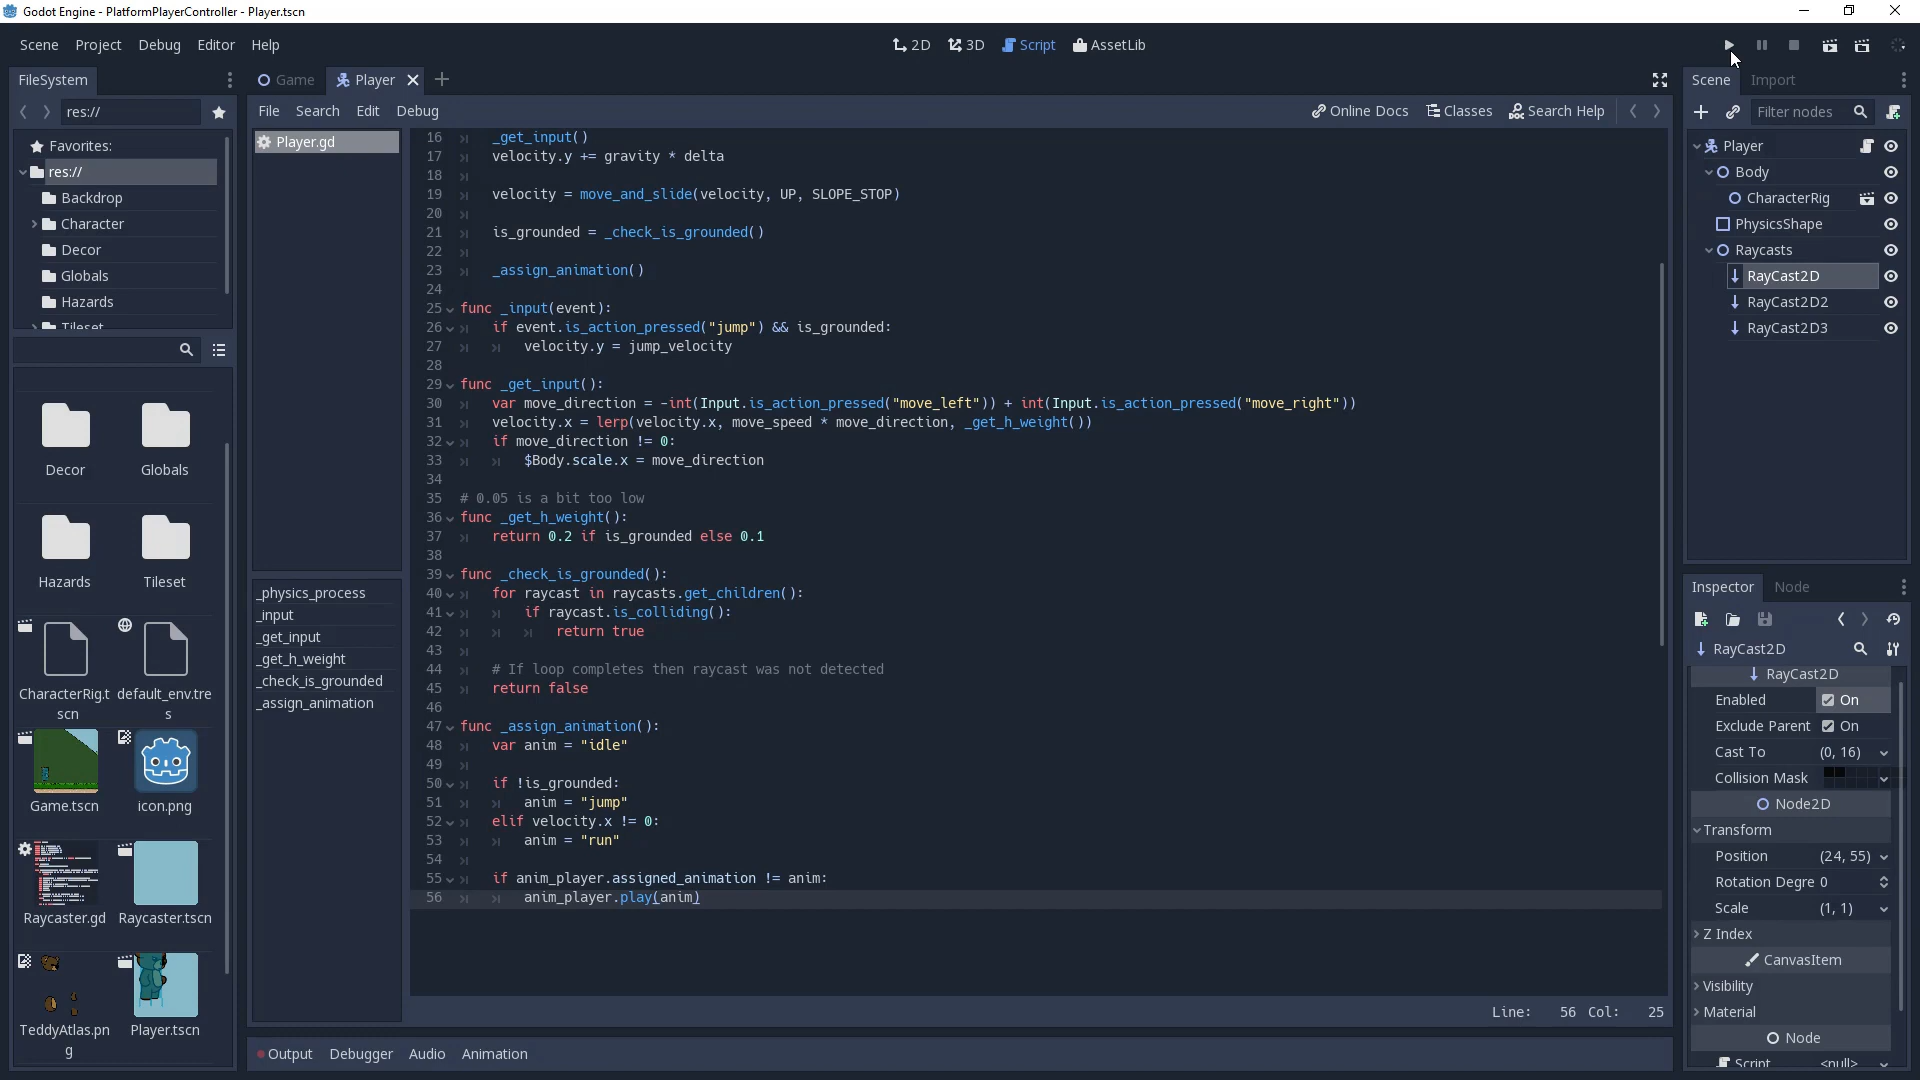 Godot Engine - PlatformPlayerController - Player.tscn
Scene Project Debug Editor Help
2D 3D Script AssetLib
FileSystem
res://
Favorites:
res://
Backdrop
Character
Decor
Globals
Hazards
Tileset
Decor Globals
Hazards Tileset
CharacterRig.t default_env.tre
scn s
Game.tscn icon.png
Raycaster.gd Raycaster.tscn
TeddyAtlas.pn Player.tscn
g
Game Player
File Search Edit Debug
Online Docs Classes Search Help
Player.gd
_physics_process
_input
_get_input
_get_h_weight
_check_is_grounded
_assign_animation
16 _get_input()
17 velocity.y += gravity * delta
18
19 velocity = move_and_slide(velocity, UP, SLOPE_STOP)
20
21 is_grounded = _check_is_grounded()
22
23 _assign_animation()
24
25 func _input(event):
26 if event.is_action_pressed("jump") && is_grounded:
27 velocity.y = jump_velocity
28
29 func _get_input():
30 var move_direction = -int(Input.is_action_pressed("move_left")) + int(Input.is_action_pressed("move_right"))
31 velocity.x = lerp(velocity.x, move_speed * move_direction, _get_h_weight())
32 if move_direction != 0:
33 $Body.scale.x = move_direction
34
35 # 0.05 is a bit too low
36 func _get_h_weight():
37 return 0.2 if is_grounded else 0.1
38
39 func _check_is_grounded():
40 for raycast in raycasts.get_children():
41 if raycast.is_colliding():
42 return true
43
44 # If loop completes then raycast was not detected
45 return false
46
47 func _assign_animation():
48 var anim = "idle"
49
50 if !is_grounded:
51 anim = "jump"
52 elif velocity.x != 0:
53 anim = "run"
54
55 if anim_player.assigned_animation != anim:
56 anim_player.play(anim)
Line: 56 Col: 25
Output Debugger Audio Animation
Scene Import
Filter nodes
Player
Body
CharacterRig
PhysicsShape
Raycasts
RayCast2D
RayCast2D2
RayCast2D3
Inspector Node
RayCast2D
RayCast2D
Enabled On
Exclude Parent On
Cast To (0, 16)
Collision Mask
Node2D
Transform
Position (24, 55)
Rotation Degre 0
Scale (1, 1)
Z Index
CanvasItem
Visibility
Material
Node
Script <null>